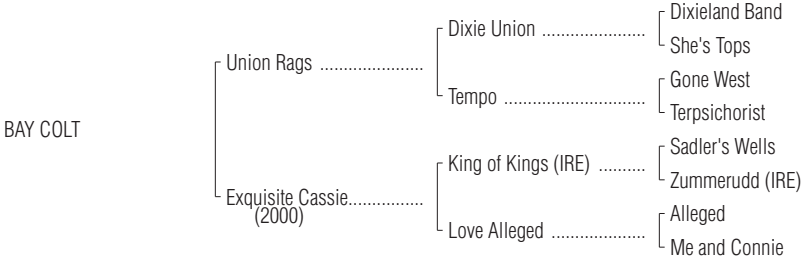 Dixieland Band
Dixie Union ......................
She's Tops
Union Rags ......................
Gone West
Tempo ..............................
Terpsichorist
BAY COLT
Sadler's Wells
King of Kings (IRE) ..........
Zummerudd (IRE)
Exquisite Cassie................
(2000)
Alleged
Love Alleged ....................
Me and Connie